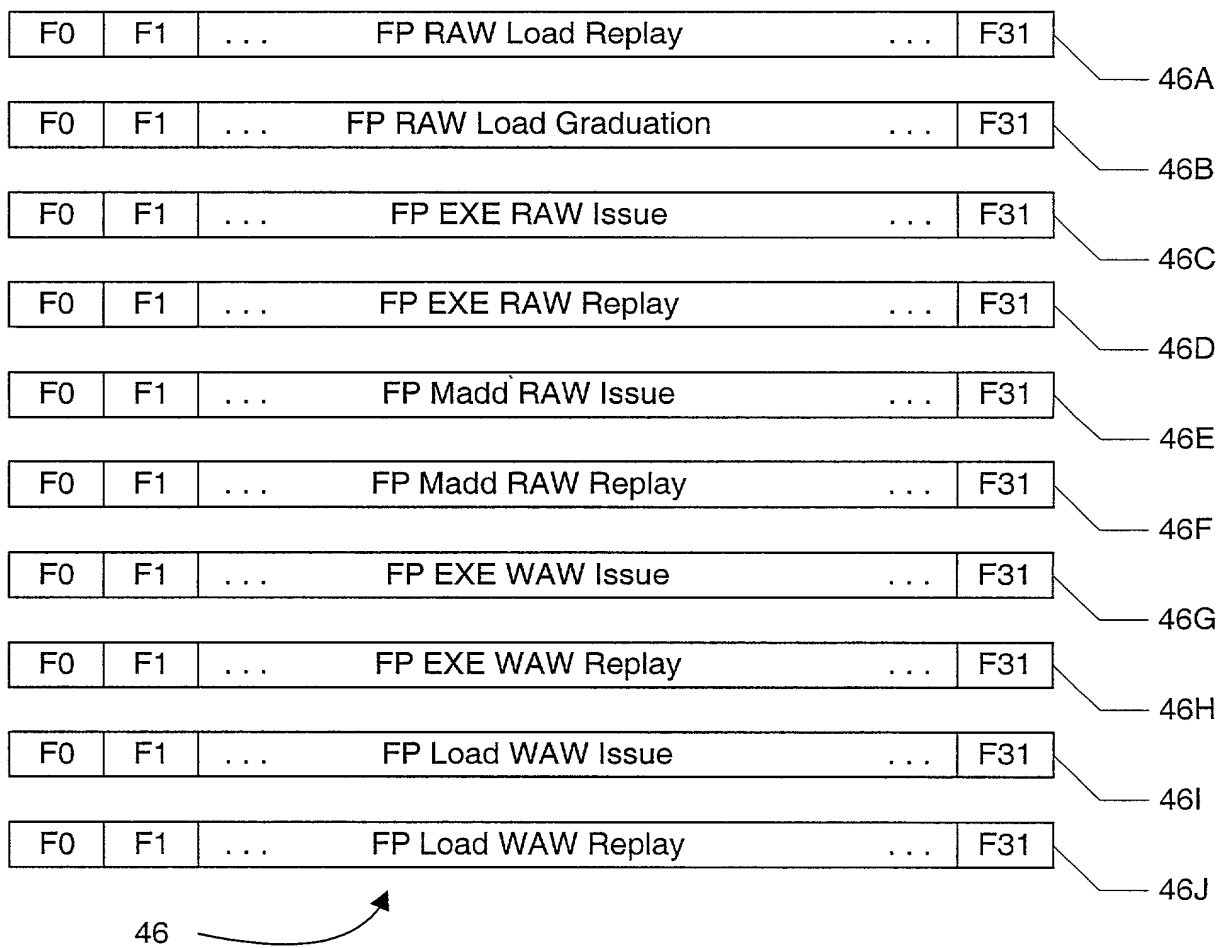 F0 F1 ... FP RAW Load Replay ... F31
46A
F0 F1 ... FP RAW Load Graduation ... F31
46B
F0 F1 ... FP EXE RAW Issue ... F31
46C
F0 F1 ... FP EXE RAW Replay ... F31
46D
F0 F1 ... FP Madd RAW Issue ... F31
46E
F0 F1 ... FP Madd RAW Replay ... F31
46F
F0 F1 ... FP EXE WAW Issue ... F31
46G
F0 F1 ... FP EXE WAW Replay ... F31
46H
F0 F1 ... FP Load WAW Issue ... F31
46I
F0 F1 ... FP Load WAW Replay ... F31
46J
46